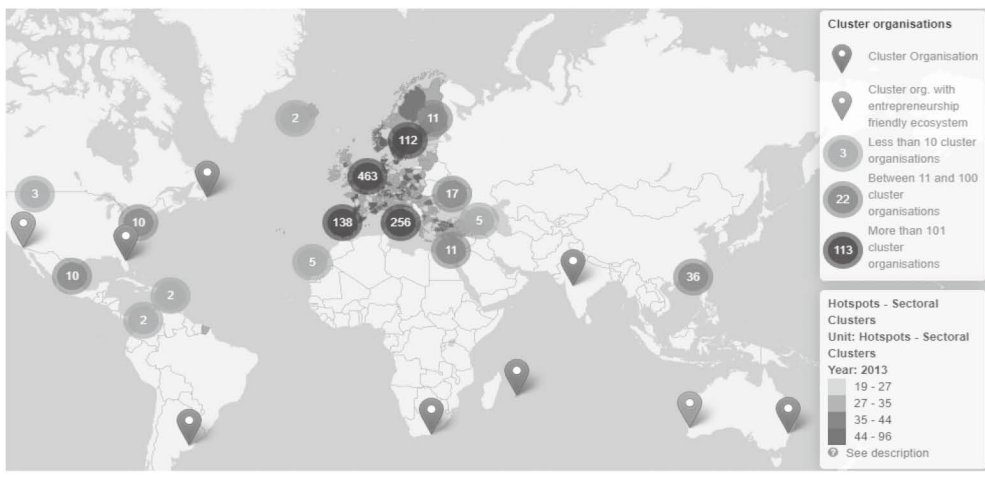 2
11
112
463
3
17
10
138
256
5
11
5
10
36
2
2
Cluster organisations
Cluster Organisation
Cluster org. with
entrepreneurship
friendly ecosystem
3
Less than 10 cluster
organisations
22
Between 11 and 100
cluster
organisations
113
More than 101
cluster
organisations
Hotspots - Sectoral
Clusters
Unit: Hotspots - Sectoral
Clusters
Year: 2013
19 - 27
27 - 35
35 - 44
44 - 96
? See description